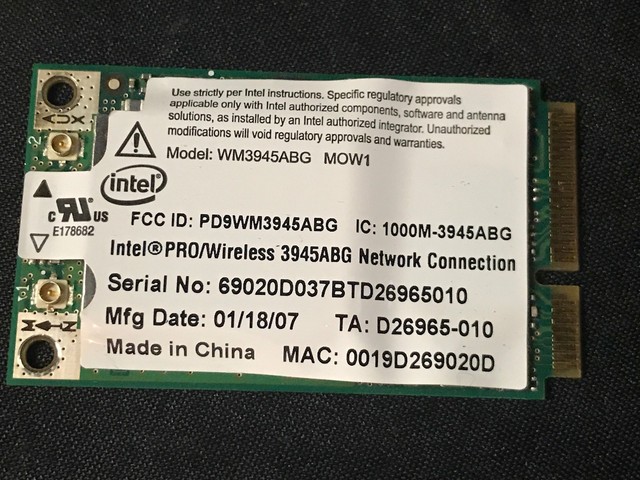 Use strictly per Intel instructions. Specific regulatory approvals
applicable only with Intel authorized components, software and antenna
solutions, as installed by an Intel authorized integrator. Unauthorized
modifications will void regulatory approvals and warranties.
Model: WM3945ABG MOW1
intel
FCC ID: PD9WM3945ABG IC: 1000M-3945ABG
Intel®PRO/Wireless 3945ABG Network Connection
Serial No: 69020D037BTD26965010
Mfg Date: 01/18/07 TA: D26965-010
Made in China MAC: 0019D269020D
c RU US
E178682